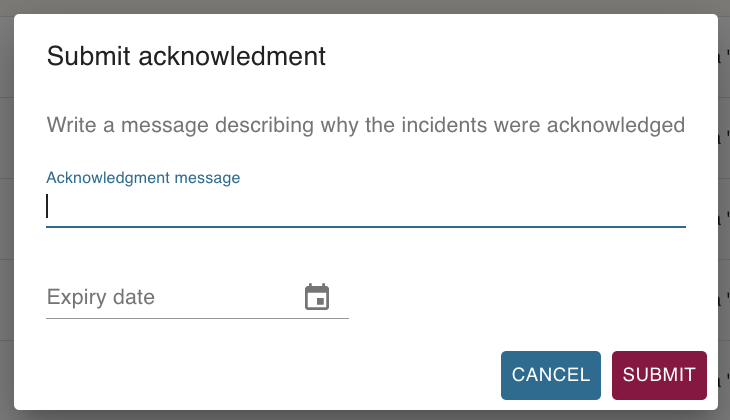 Submit acknowledment
Write a message describing why the incidents were acknowledged
Acknowledgment message
Expiry date
CANCEL SUBMIT